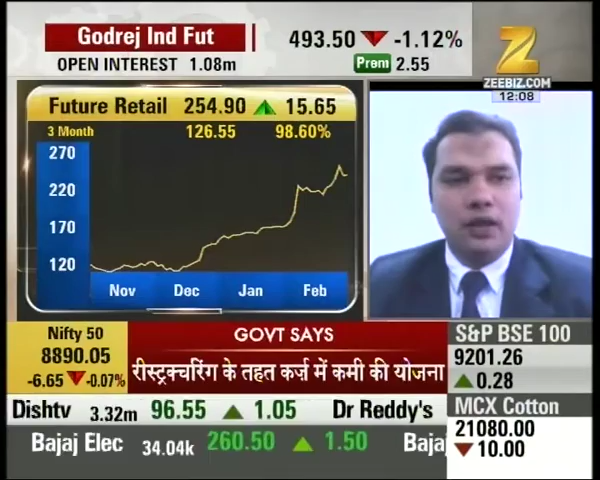 Godrej Ind Fut
493.50 -1.12%
OPEN INTEREST 1.08m
Prem 2.55
ZEEBIZ.COM
12:08
Future Retail 254.90 15.65
3 Month 126.55 98.60%
270
220
170
120
Nov Dec Jan Feb
Nifty 50
8890.05
-6.65 -0.07%
GOVT SAYS
रीस्ट्रक्चरिंग के तहत कर्ज में कमी की योजना
S&P BSE 100
9201.26
0.28
MCX Cotton
21080.00
10.00
Dishtv 3.32m 96.55 1.05 Dr Reddy's
Bajaj Elec 34.04k 260.50 1.50 Baja